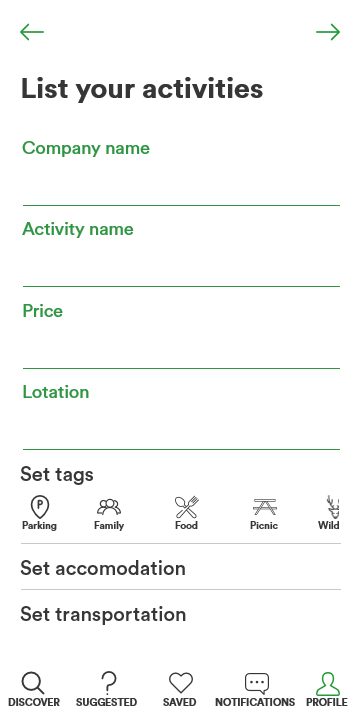 List your activities
Company name
Activity name
Price
Lotation
Set tags
P
Parking Family Food Picnic Wild
Set accomodation
Set transportation
DISCOVER SUGGESTED SAVED NOTIFICATIONS PROFILE